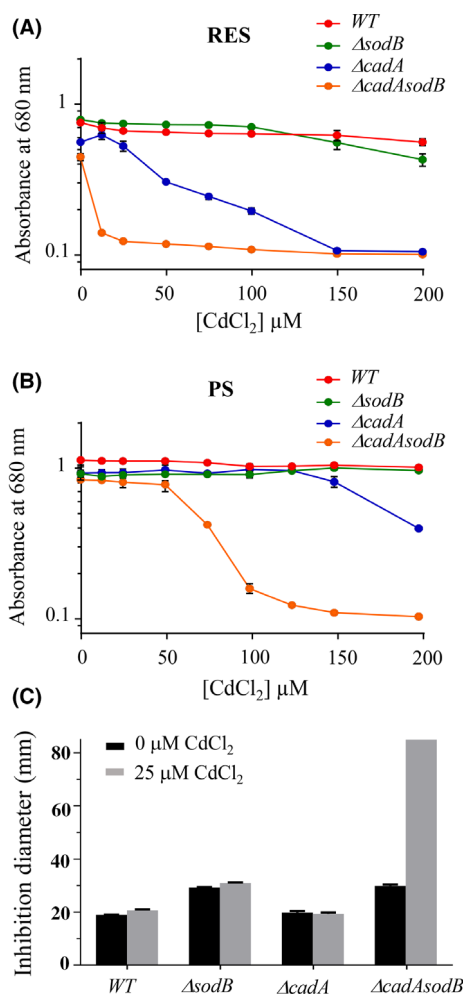 (A)
RES
WT
ΔsodB
ΔcadA
ΔcadAsodB
Absorbance at 680 nm
1
0.1
0 50 100 150 200
[CdCl₂] µM
(B)
PS
WT
ΔsodB
ΔcadA
ΔcadAsodB
Absorbance at 680 nm
1
0.1
0 50 100 150 200
[CdCl₂] µM
(C)
0 µM CdCl₂
25 µM CdCl₂
Inhibition diameter (mm)
80
60
40
20
0
WT ΔsodB ΔcadA ΔcadAsodB